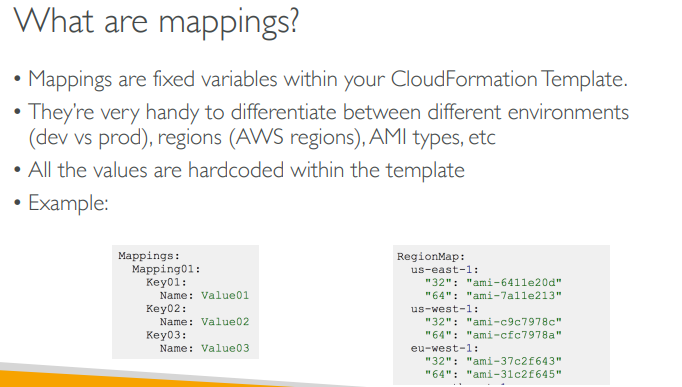 What are mappings?
• Mappings are fixed variables within your CloudFormation Template.
• They're very handy to differentiate between different environments
(dev vs prod), regions (AWS regions), AMI types, etc
• All the values are hardcoded within the template
• Example:
Mappings:
Mapping01:
Key01:
Name: Value01
Key02:
Name: Value02
Key03:
Name: Value03
RegionMap:
us-east-1:
"32": "ami-6411e20d"
"64": "ami-7a11e213"
us-west-1:
"32": "ami-c9c7978c"
"64": "ami-cfc7978a"
eu-west-1:
"32": "ami-37c2f643"
"64": "ami-31c2f645"